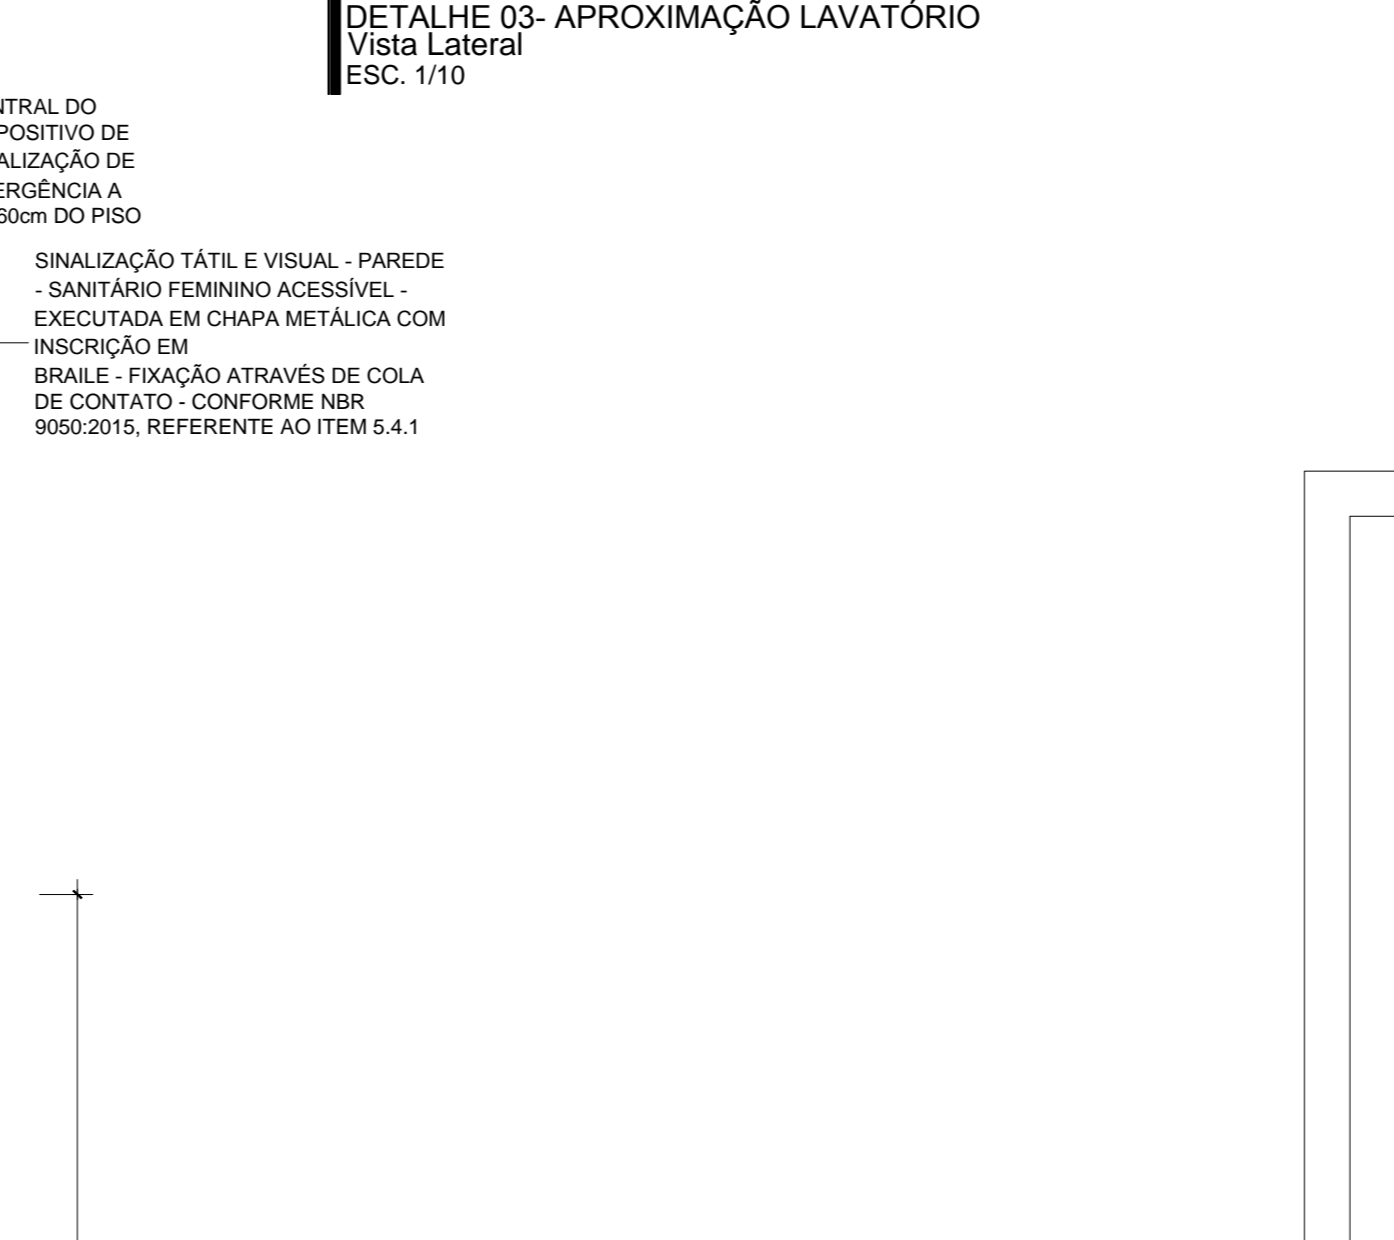 DETALHE 03- APROXIMAÇÃO LAVATÓRIO
Vista Lateral
ESC. 1/10
NTRAL DO
POSITIVO DE
ALIZAÇÃO DE
ERGÊNCIA A
60cm DO PISO
SINALIZAÇÃO TÁTIL E VISUAL - PAREDE
- SANITÁRIO FEMININO ACESSÍVEL -
EXECUTADA EM CHAPA METÁLICA COM
INSCRIÇÃO EM
BRAILE - FIXAÇÃO ATRAVÉS DE COLA
DE CONTATO - CONFORME NBR
9050:2015, REFERENTE AO ITEM 5.4.1